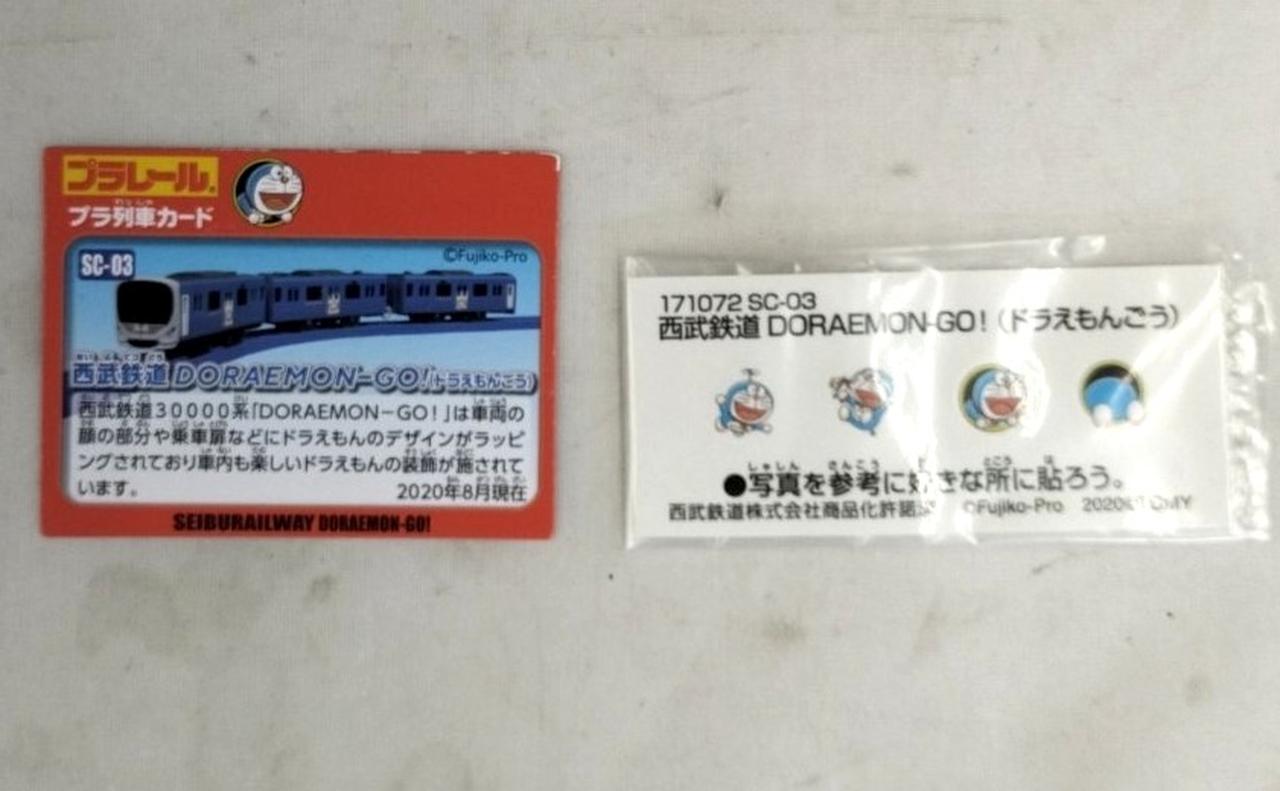 プラレール
プラ列車カード
SC-03
©Fujiko-Pro
西武鉄道 DORAEMON-GO!(ドラえもんごう)
西武鉄道30000系「DORAEMON-GO!」は車両の
顔の部分や乗車扉などにドラえもんのデザインがラッピ
ングされており車内も楽しいドラえもんの装飾が施されて
います。
2020年8月現在
SEIBURAILWAY DORAEMON-GO!
171072 SC-03
西武鉄道 DORAEMON-GO!(ドラえもんごう)
●写真を参考に好きな所に貼ろう。
西武鉄道株式会社商品化許諾済 ©Fujiko-Pro 2020 TOMY